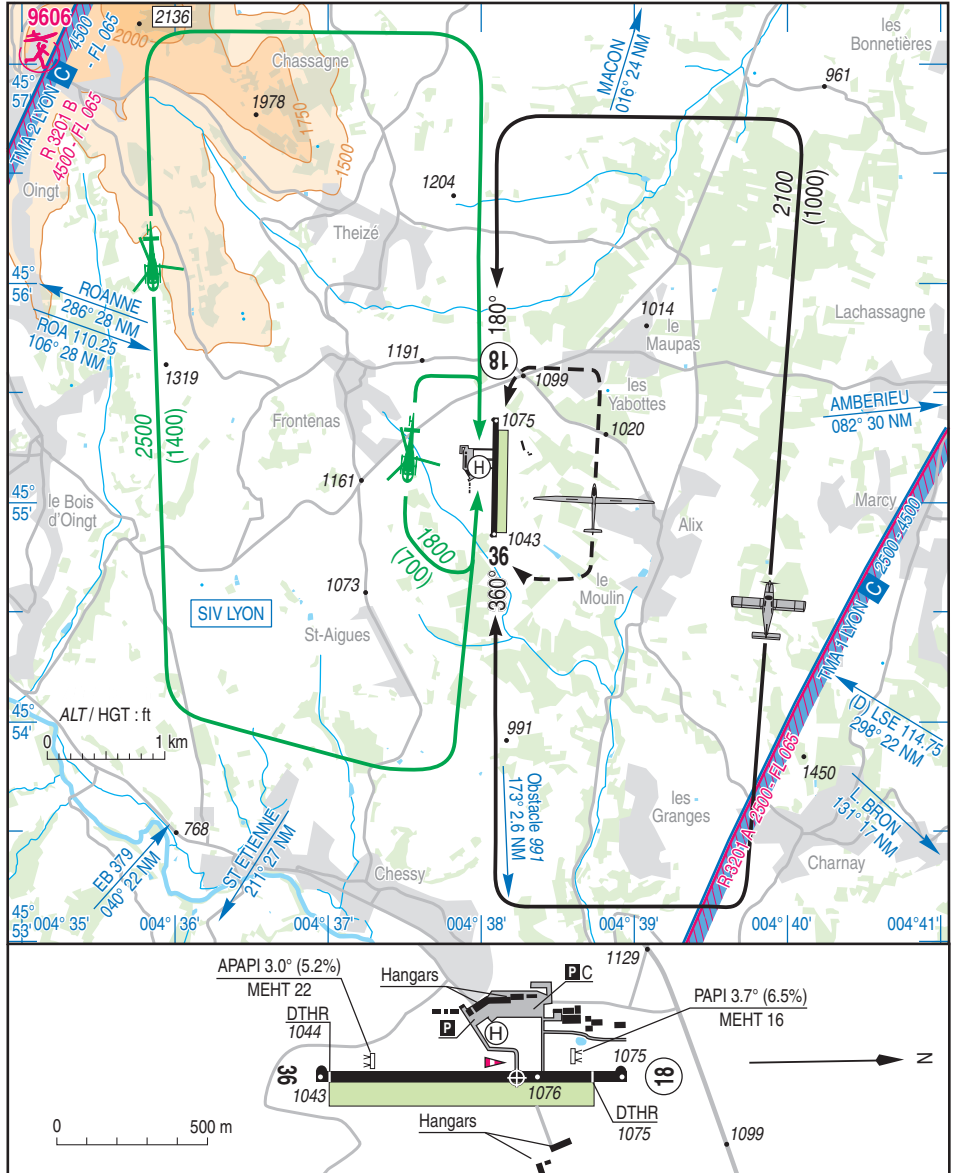 9606
2136
2000
4500
- FL 065
TMA 2 LYON C
R 3201 B
4500 - FL 065
Chassagne
1978
1750
1500
MACON
016° 24 NM
les
Bonnetières
961
45°
57'
Oingt
1204
Theizé
2100
(1000)
45°
56'
ROANNE
286° 28 NM
ROA 110.25
106° 28 NM
180°
18
1014
le
Maupas
Lachassagne
1319
1191
1099
les
Yabottes
AMBERIEU
082° 30 NM
2500
(1400)
Frontenas
1075
1020
H
1161
45°
55'
le Bois
d'Oingt
Marcy
Alix
1043
36
1800
(700)
360°
le
Moulin
1073
SIV LYON
St-Aigues
TMA 1 LYON C 2500 - 4500
R 3201 A 2500 - FL 065
ALT / HGT : ft
0 1 km
45°
54'
991
(D) LSE 114.75
298° 22 NM
1450
Obstacle 991
173° 2.6 NM
les
Granges
L. BRON
131° 17 NM
768
EB 379
040° 22 NM
ST ETIENNE
211° 27 NM
Chessy
Charnay
45°
53'
004° 35' 004° 36' 004° 37' 004° 38' 004° 39' 004° 40' 004° 41'
APAPI 3.0° (5.2%)
MEHT 22
Hangars
P C
1129
PAPI 3.7° (6.5%)
MEHT 16
DTHR
1044
P
H
1075
36
18
N
1043
1076
DTHR
1075
Hangars
0 500 m
1099